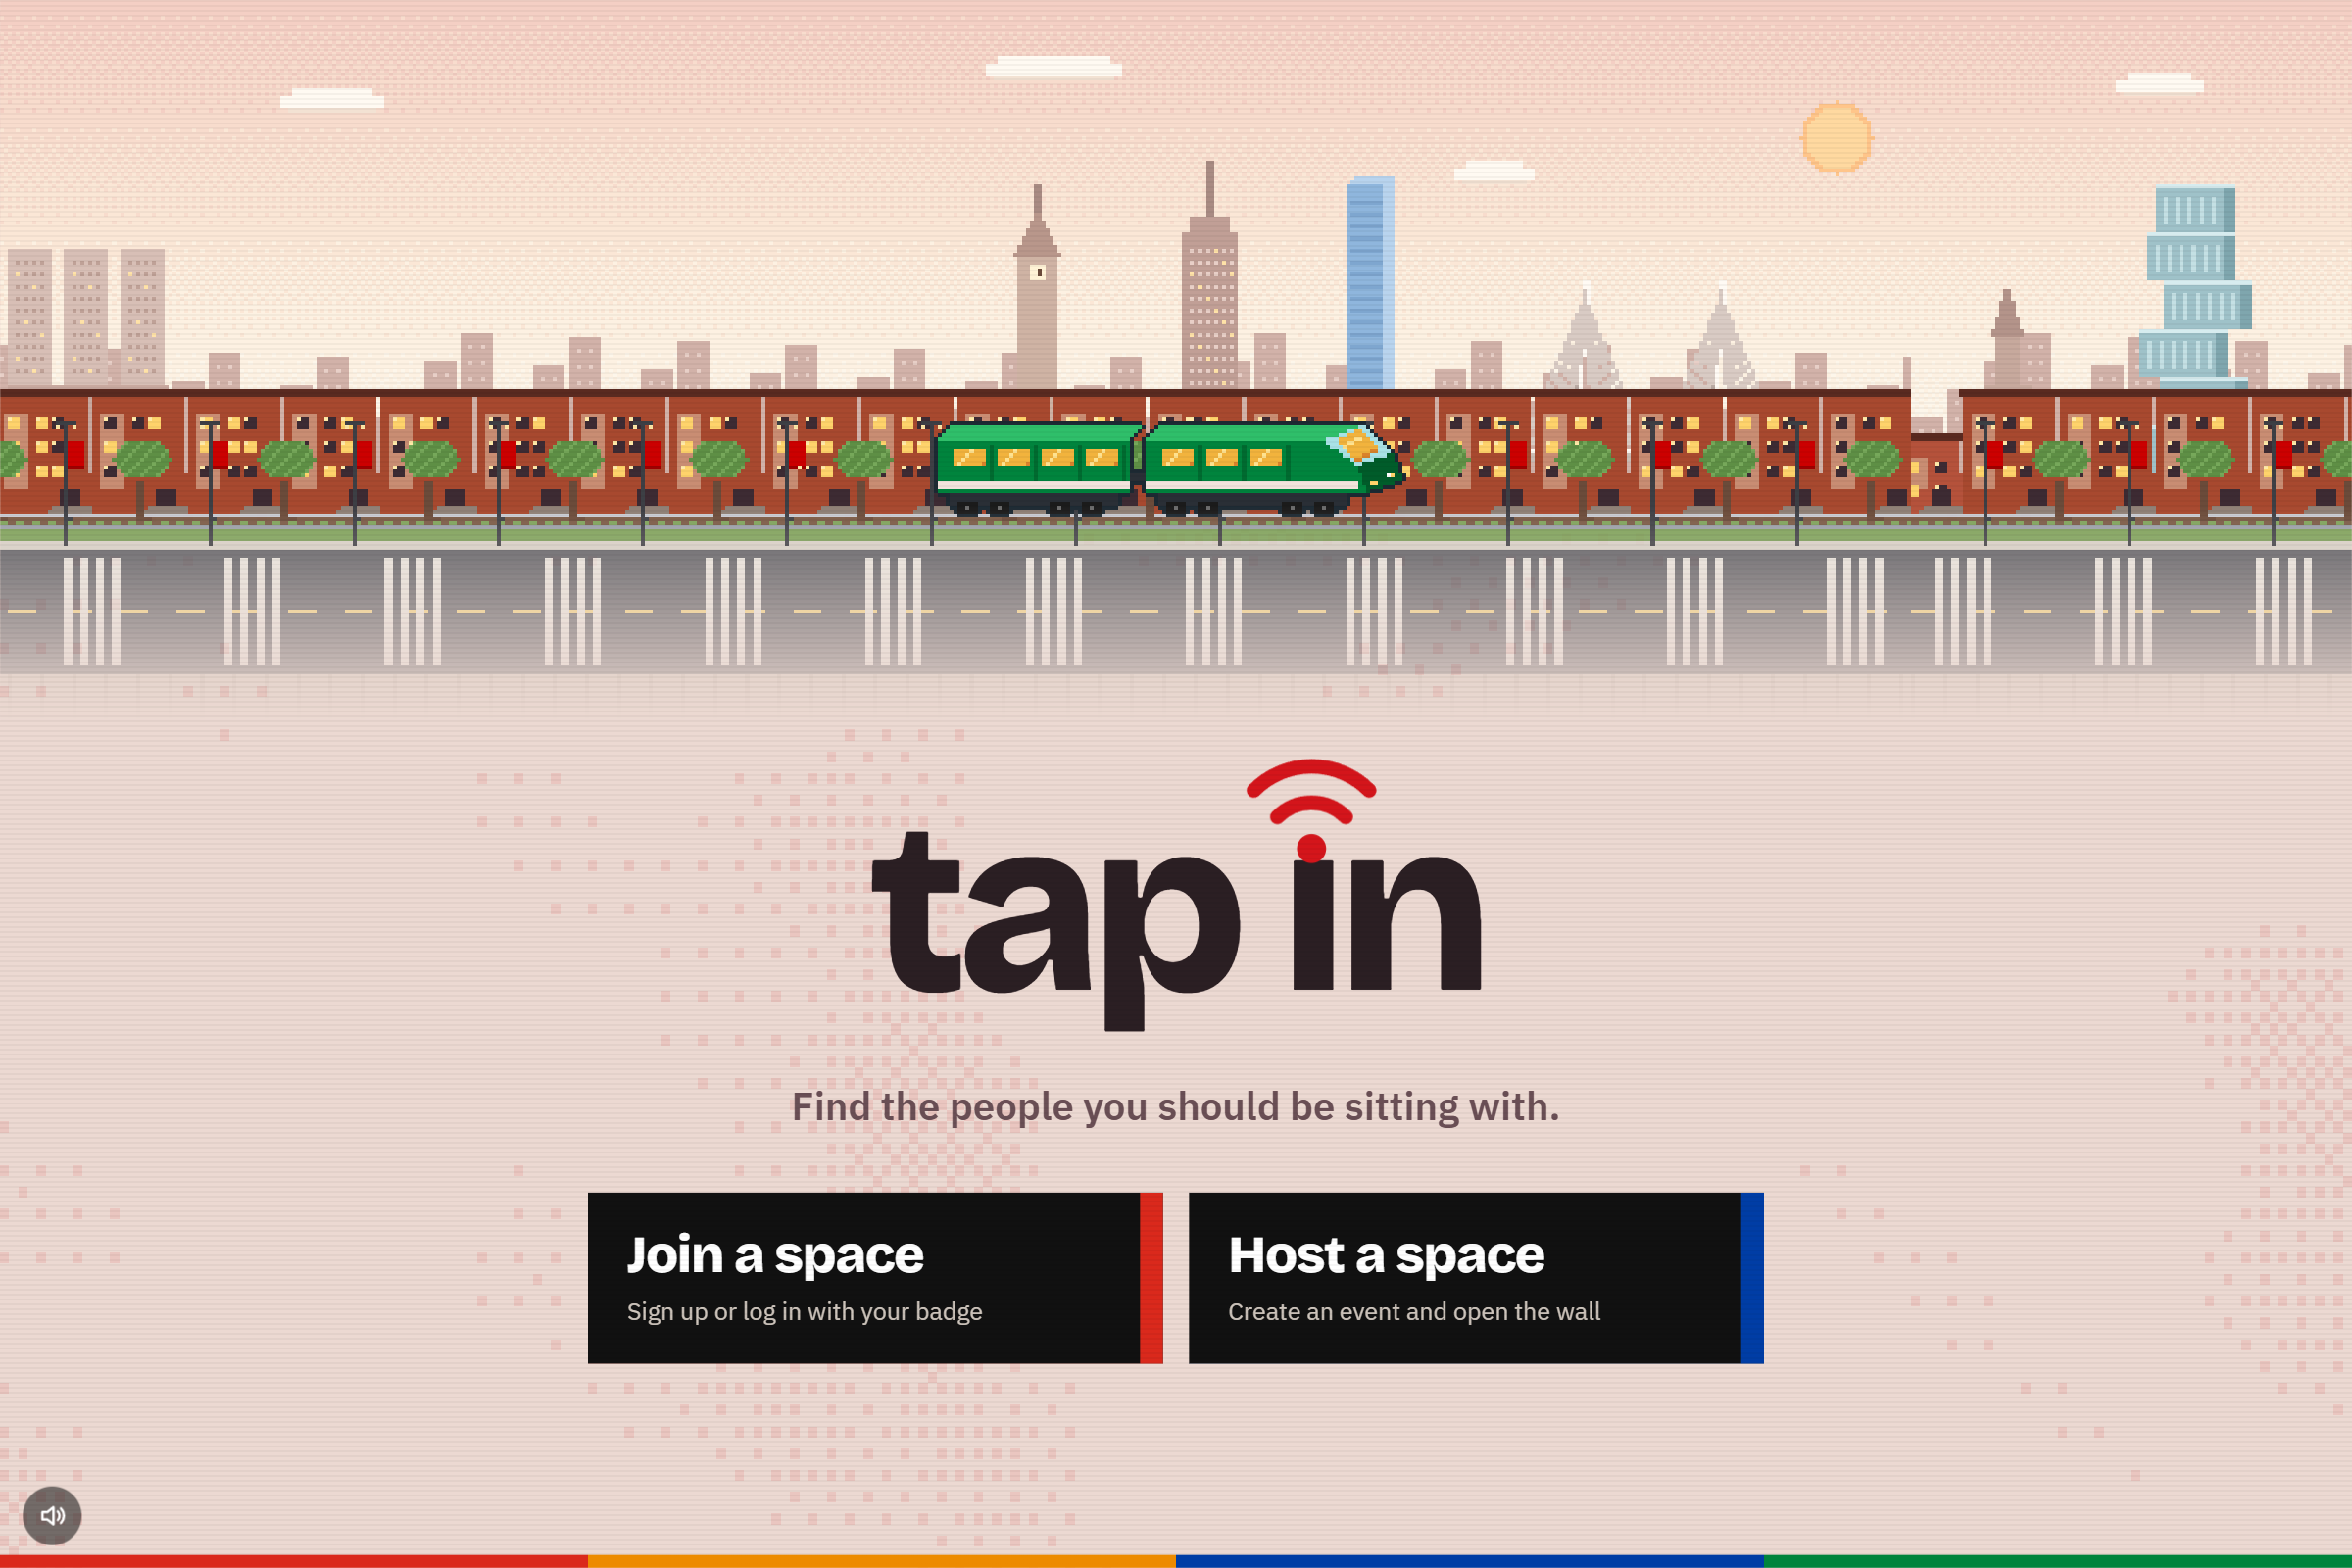 tap in
Find the people you should be sitting with.
Join a space
Sign up or log in with your badge
Host a space
Create an event and open the wall